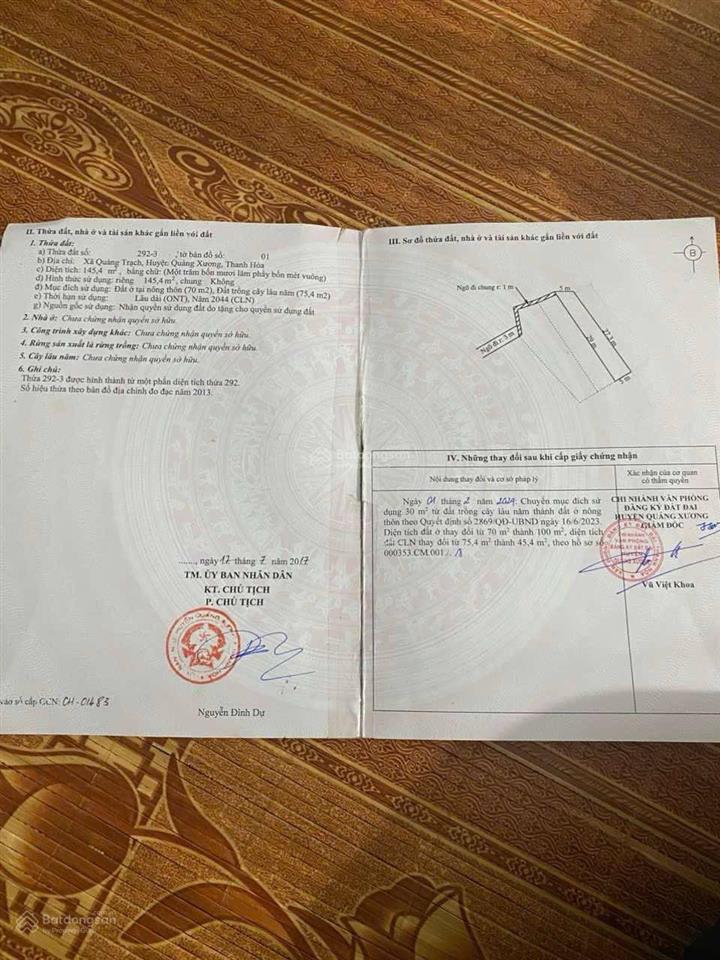 II. Thửa đất, nhà ở và tài sản khác gắn liền với đất
1. Thửa đất:
a) Thửa đất số: 292-3 , tờ bản đồ số: 01
b) Địa chỉ: Xã Quảng Trạch, Huyện Quảng Xương, Thanh Hóa
c) Diện tích: 145,4 m², bằng chữ: (Một trăm bốn mươi lăm phảy bốn mét vuông)
d) Hình thức sử dụng: riêng 145,4 m², chung Không
đ) Mục đích sử dụng: Đất ở tại nông thôn (70 m2), Đất trồng cây lâu năm (75,4 m2)
e) Thời hạn sử dụng: Lâu dài (ONT), Năm 2044 (CLN)
g) Nguồn gốc sử dụng: Nhận quyền sử dụng đất do tặng cho quyền sử dụng đất
2. Nhà ở: Chưa chứng nhận quyền sở hữu.
3. Công trình xây dựng khác: Chưa chứng nhận quyền sở hữu.
4. Rừng sản xuất là rừng trồng: Chưa chứng nhận quyền sở hữu.
5. Cây lâu năm: Chưa chứng nhận quyền sở hữu.
6. Ghi chú:
Thửa 292-3 được hình thành từ một phần diện tích thửa 292.
Số hiệu thửa theo bản đồ địa chính đo đạc năm 2013.
......, ngày 12 tháng 7 năm 2017
TM. ỦY BAN NHÂN DÂN
KT. CHỦ TỊCH
P. CHỦ TỊCH
Nguyễn Đình Dự
vào sổ cấp GCN: CH-01483
III. Sơ đồ thửa đất, nhà ở và tài sản khác gắn liền với đất
B
Ngõ đi chung r: 1 m
5 m
Ngõ đi r: 3 m
29 m
27.3 m
5 m
IV. Những thay đổi sau khi cấp giấy chứng nhận
Nội dung thay đổi và cơ sở pháp lý
Xác nhận của cơ quan
có thẩm quyền
Ngày 01 tháng 2 năm 2024: Chuyển mục đích sử
dụng 30 m² từ đất trồng cây lâu năm thành đất ở nông
thôn theo Quyết định số 2869/QĐ-UBND ngày 16/6/2023.
Diện tích đất ở thay đổi từ 70 m² thành 100 m², diện tích
đất CLN thay đổi từ 75,4 m² thành 45,4 m², theo hồ sơ số
000353.CM.001./.
CHI NHÁNH VĂN PHÒNG
ĐĂNG KÝ ĐẤT ĐAI
HUYỆN QUẢNG XƯƠNG
GIÁM ĐỐC
Vũ Việt Khoa
Batdongsan
Batdongsan
by PropertyGuru